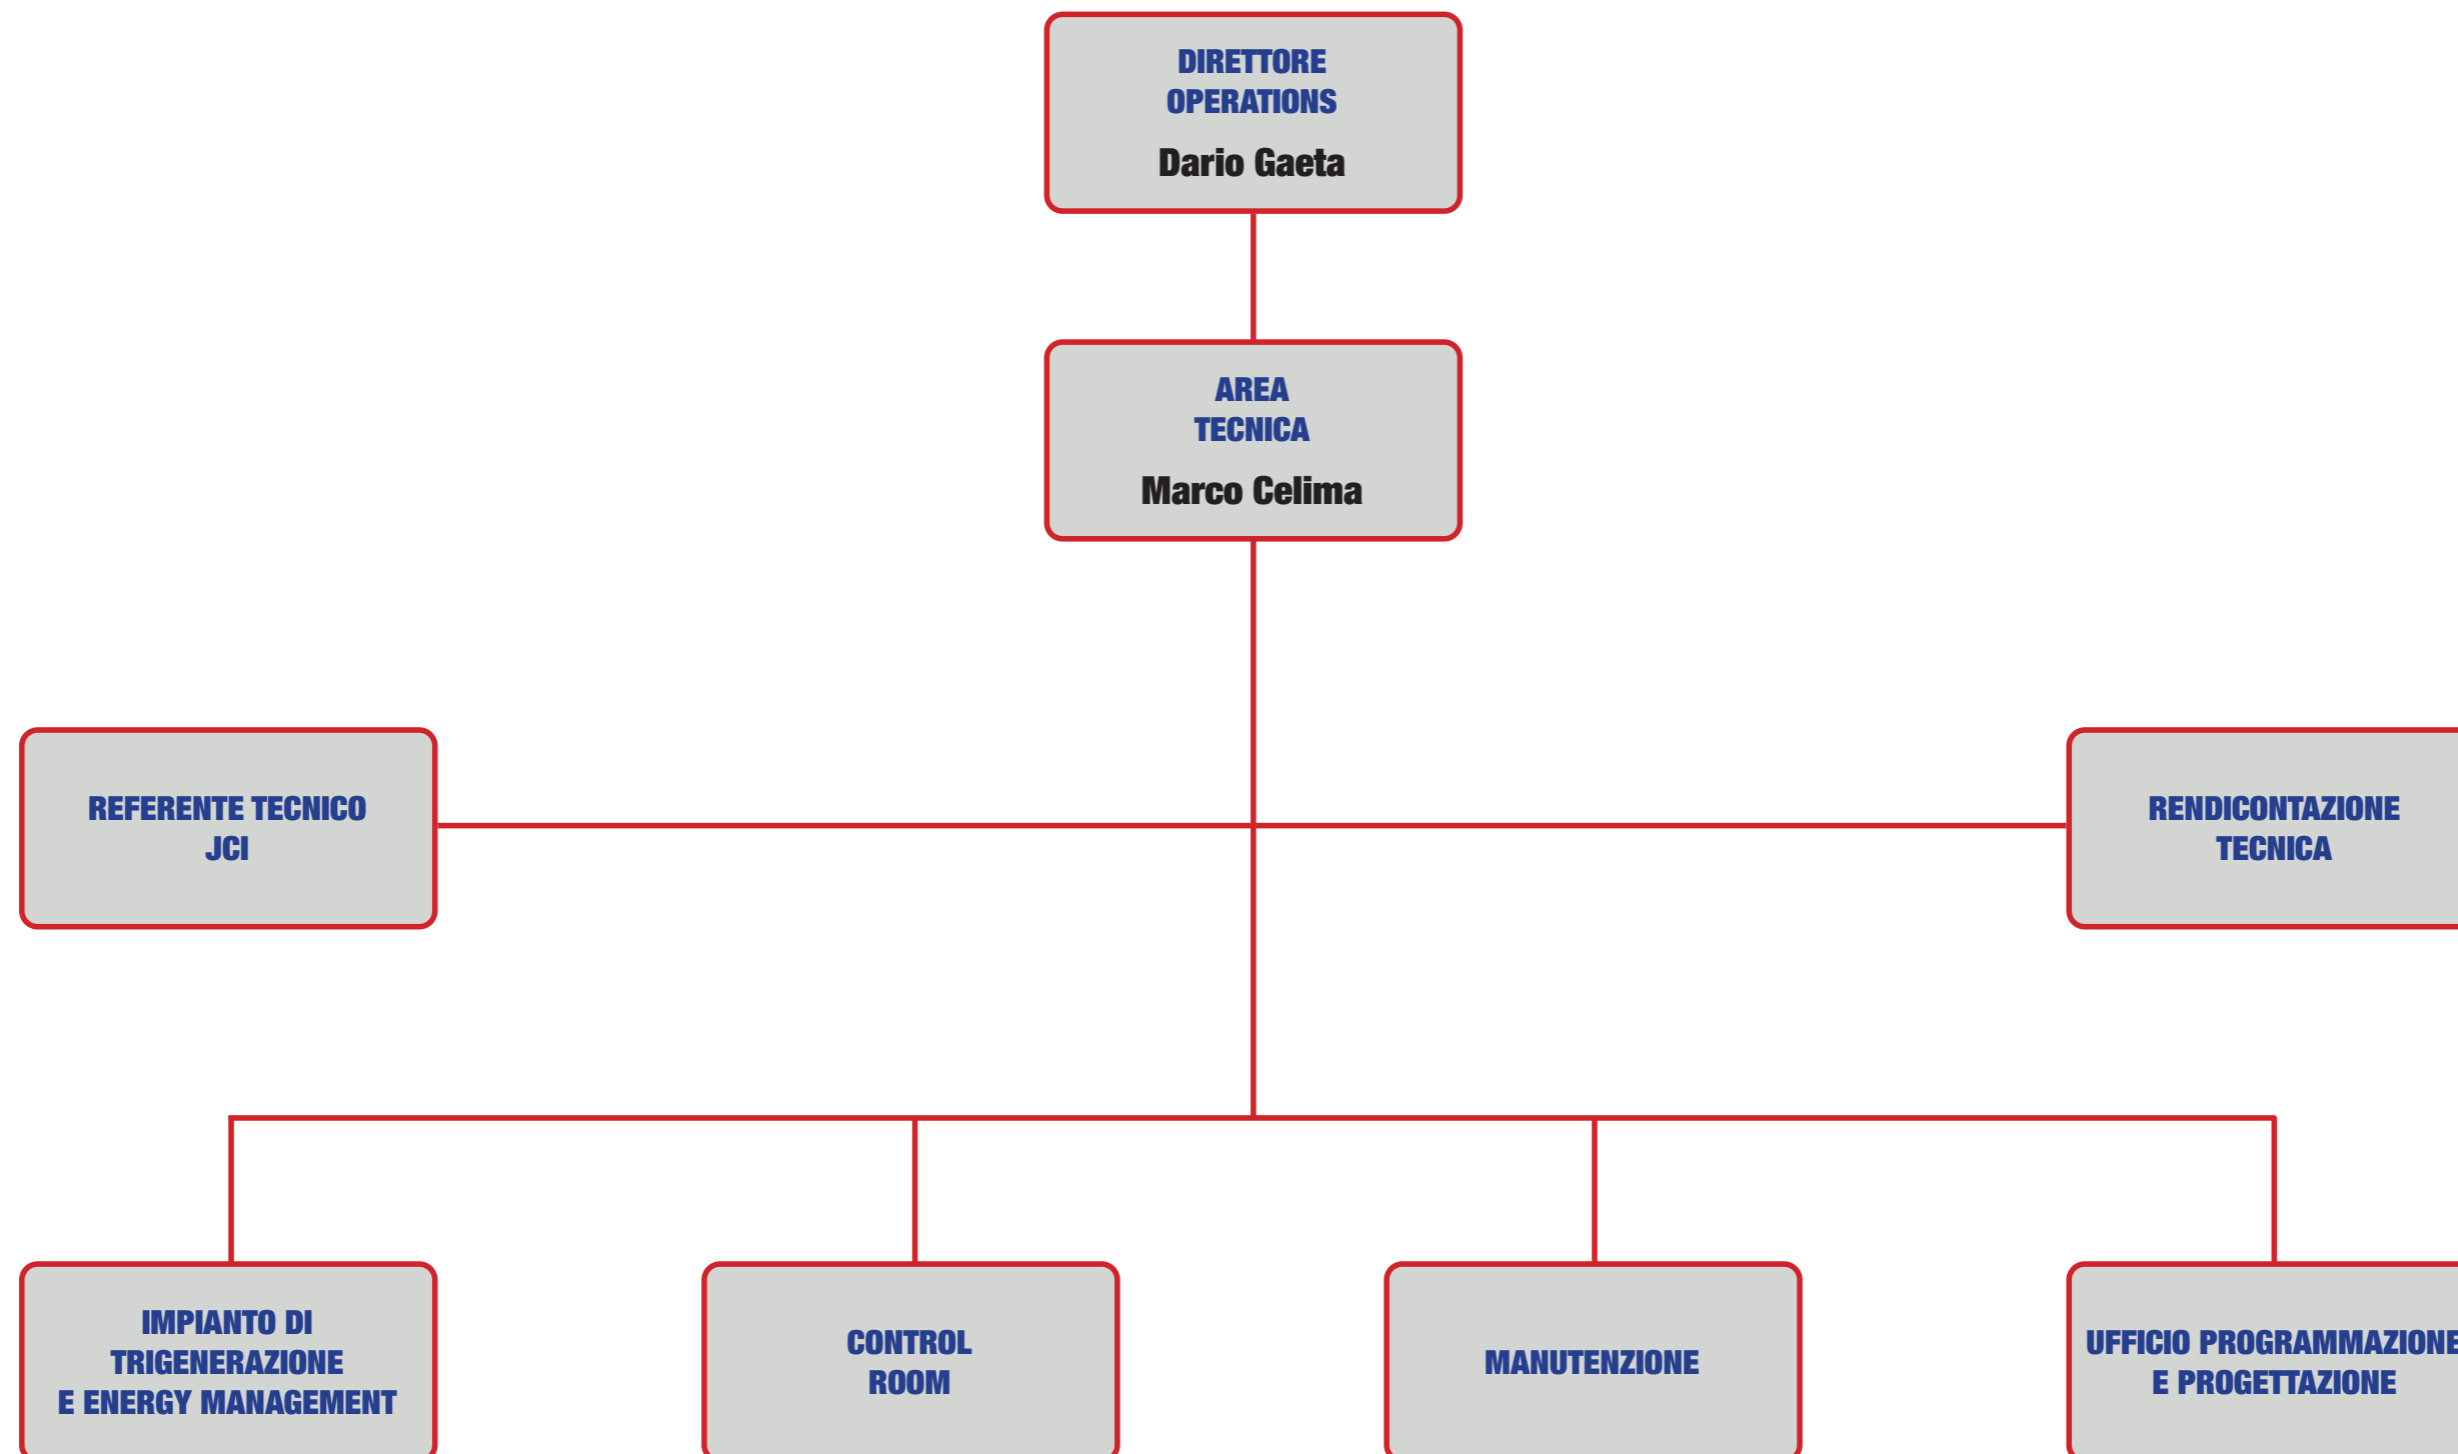 DIRETTORE
OPERATIONS
Dario Gaeta
AREA
TECNICA
Marco Celima
REFERENTE TECNICO
JCI
RENDICONTAZIONE
TECNICA
IMPIANTO DI
TRIGENERAZIONE
E ENERGY MANAGEMENT
CONTROL
ROOM
MANUTENZIONE
UFFICIO PROGRAMMAZIONE
E PROGETTAZIONE